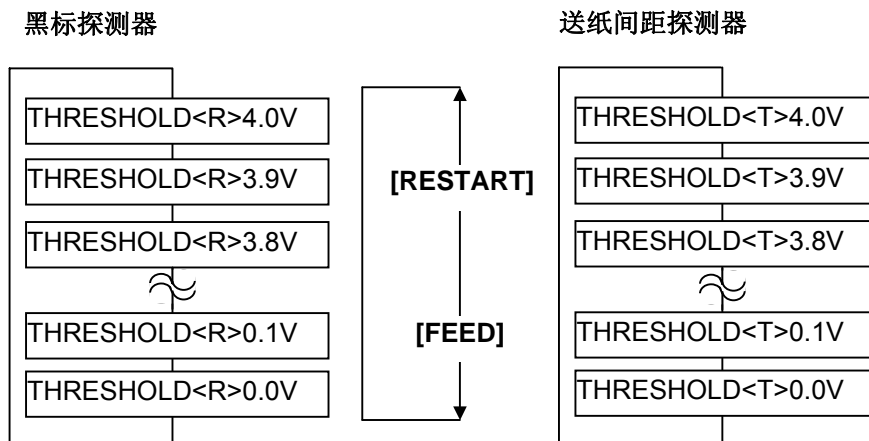 黑标探测器
THRESHOLD<R>4.0V
THRESHOLD<R>3.9V
THRESHOLD<R>3.8V
THRESHOLD<R>0.1V
THRESHOLD<R>0.0V
[RESTART]
[FEED]
送纸间距探测器
THRESHOLD<T>4.0V
THRESHOLD<T>3.9V
THRESHOLD<T>3.8V
THRESHOLD<T>0.1V
THRESHOLD<T>0.0V